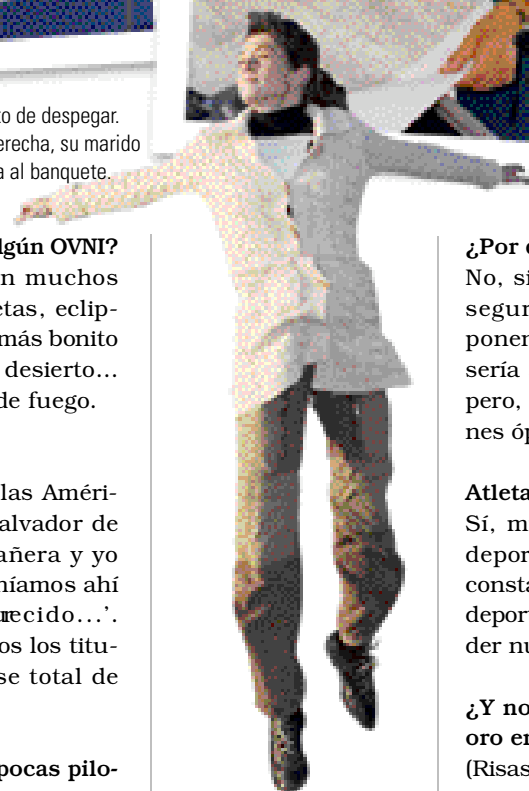 to de despegar.
erecha, su marido
a al banquete.
lgún OVNI?
n muchos
etas, eclip-
más bonito
desierto...
de fuego.
las Améri-
alvador de
añera y yo
níamos ahí
urecido...'.
os los titu-
se total de
pocas pilo-
¿Por
No, si
segur
poner
sería
pero,
nes óp
Atleta
Sí, m
depor
consta
deport
der nu
¿Y no
oro en
(Risas